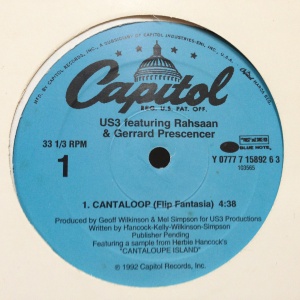 MFD. BY CAPITOL RECORDS, INC., A SUBSIDIARY OF CAPITOL INDUSTRIES-EMI, INC., U.S.A.
Capitol
REG. U.S. PAT. OFF.
US3 featuring Rahsaan
& Gerrard Prescencer
33 1/3 RPM
BLUE NOTE
1
Y 0777 7 15892 6 3
193565
1. CANTALOOP (Flip Fantasia) 4:38
Produced by Geoff Wilkinson & Mel Simpson for US3 Productions
Written by Hancock-Kelly-Wilkinson-Simpson
Publisher Pending
Featuring a sample from Herbie Hancock's
"CANTALOUPE ISLAND"
℗ 1992 Capitol Records, Inc.